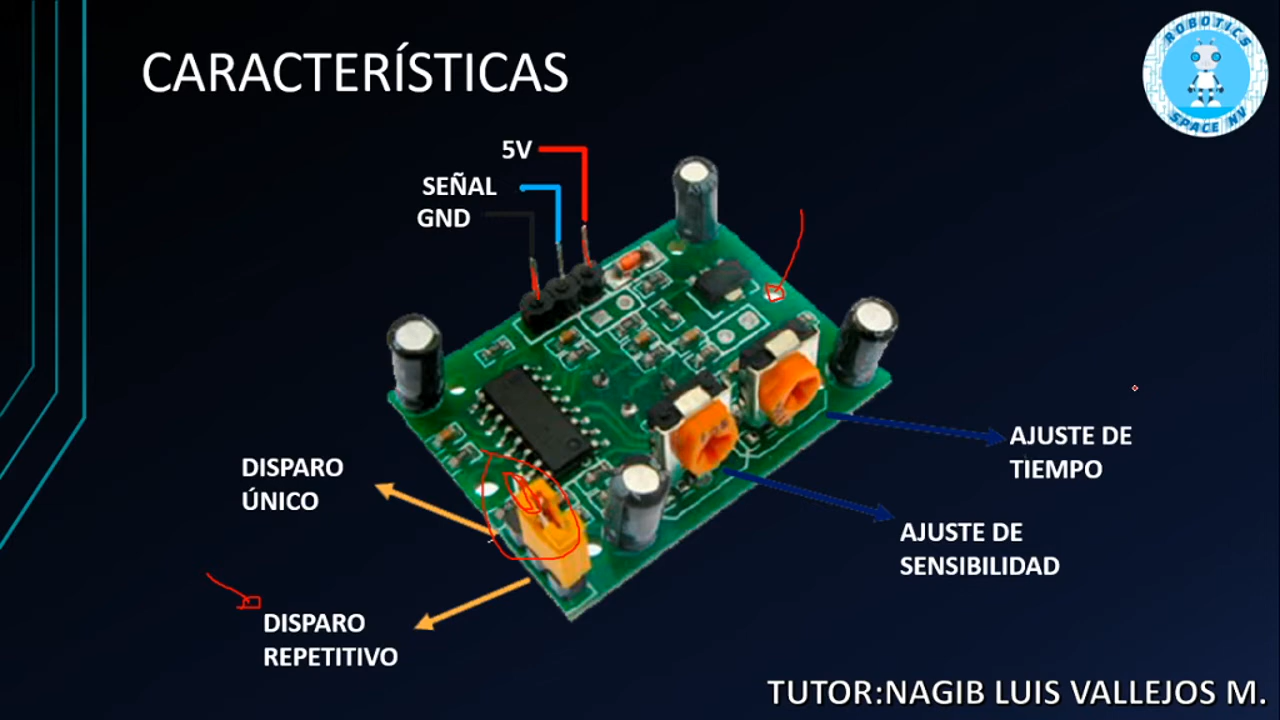 CARACTERÍSTICAS
ROBOTICS
SPACE NV
5V
SEÑAL
GND
AJUSTE DE
TIEMPO
DISPARO
ÚNICO
AJUSTE DE
SENSIBILIDAD
DISPARO
REPETITIVO
TUTOR:NAGIB LUIS VALLEJOS M.